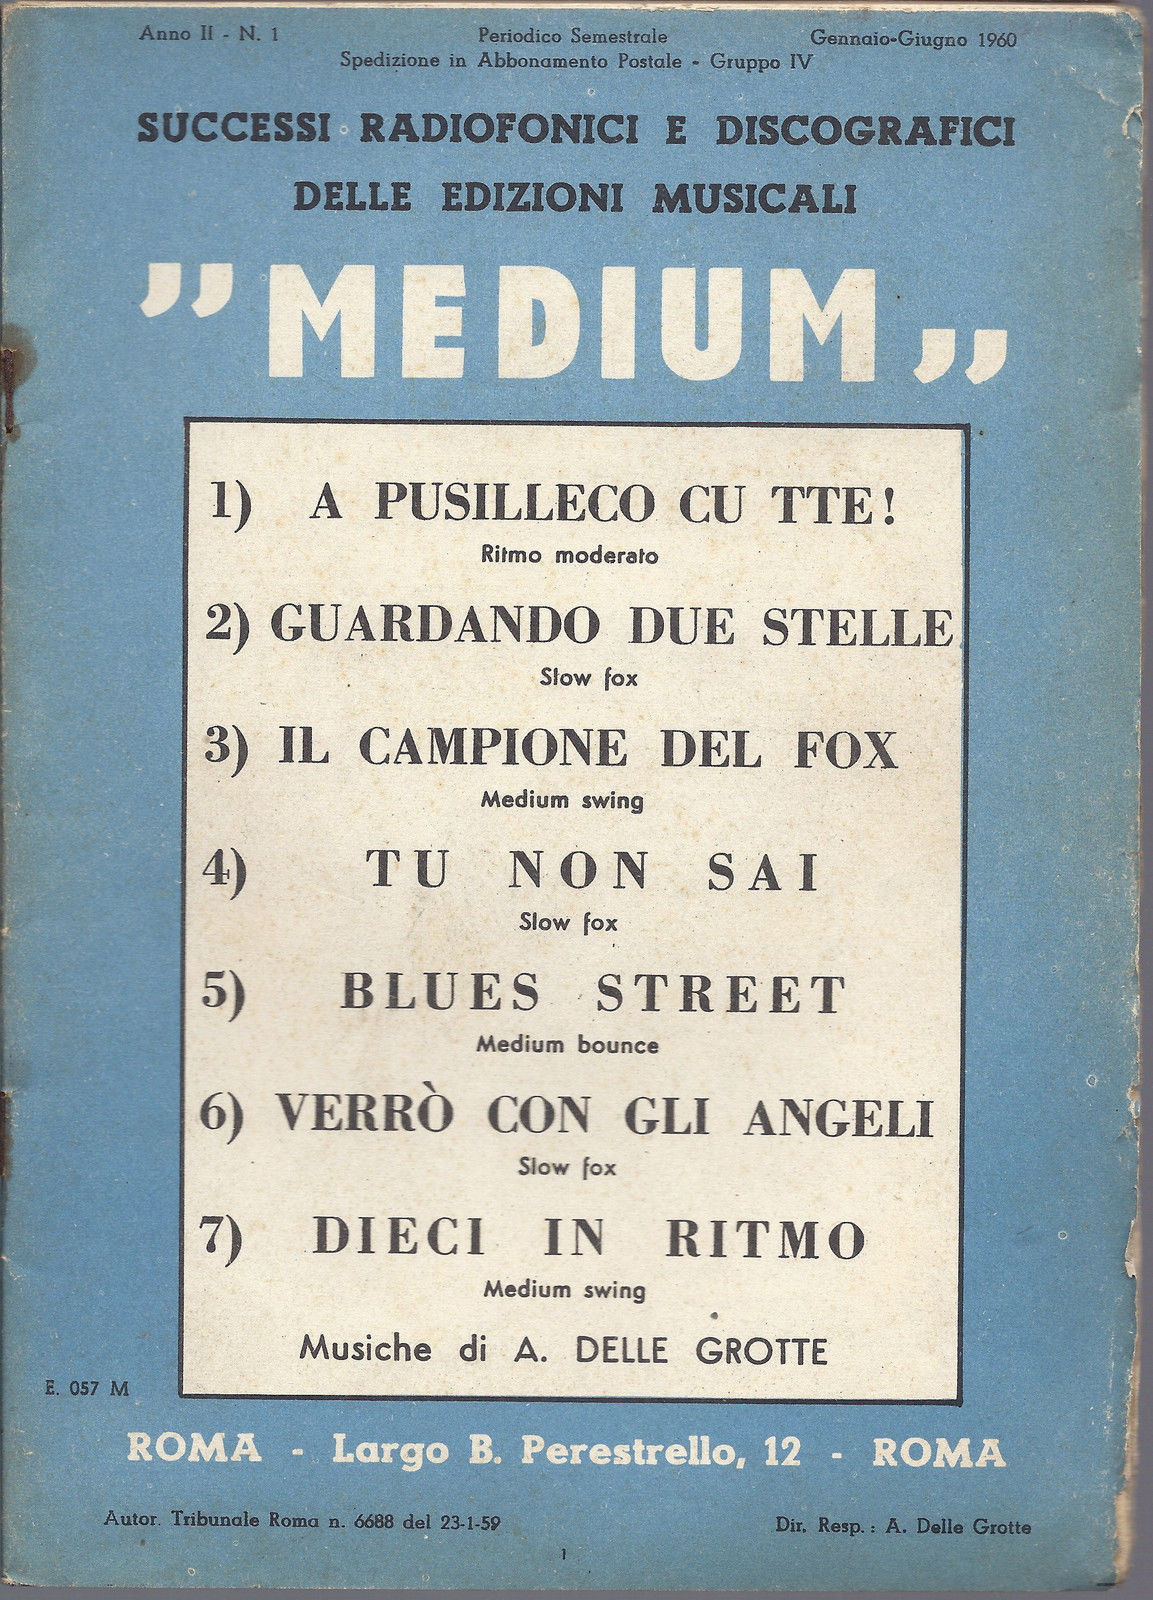 Anno II - N. 1 Periodico Semestrale Gennaio-Giugno 1960
Spedizione in Abbonamento Postale - Gruppo IV
SUCCESSI RADIOFONICI E DISCOGRAFICI
DELLE EDIZIONI MUSICALI
"MEDIUM„
1) A PUSILLECO CU TTE!
Ritmo moderato
2) GUARDANDO DUE STELLE
Slow fox
3) IL CAMPIONE DEL FOX
Medium swing
4) TU NON SAI
Slow fox
5) BLUES STREET
Medium bounce
6) VERRÒ CON GLI ANGELI
Slow fox
7) DIECI IN RITMO
Medium swing
Musiche di A. DELLE GROTTE
E. 057 M
ROMA - Largo B. Perestrello, 12 - ROMA
Autor. Tribunale Roma n. 6688 del 23-1-59 Dir. Resp.: A. Delle Grotte
1